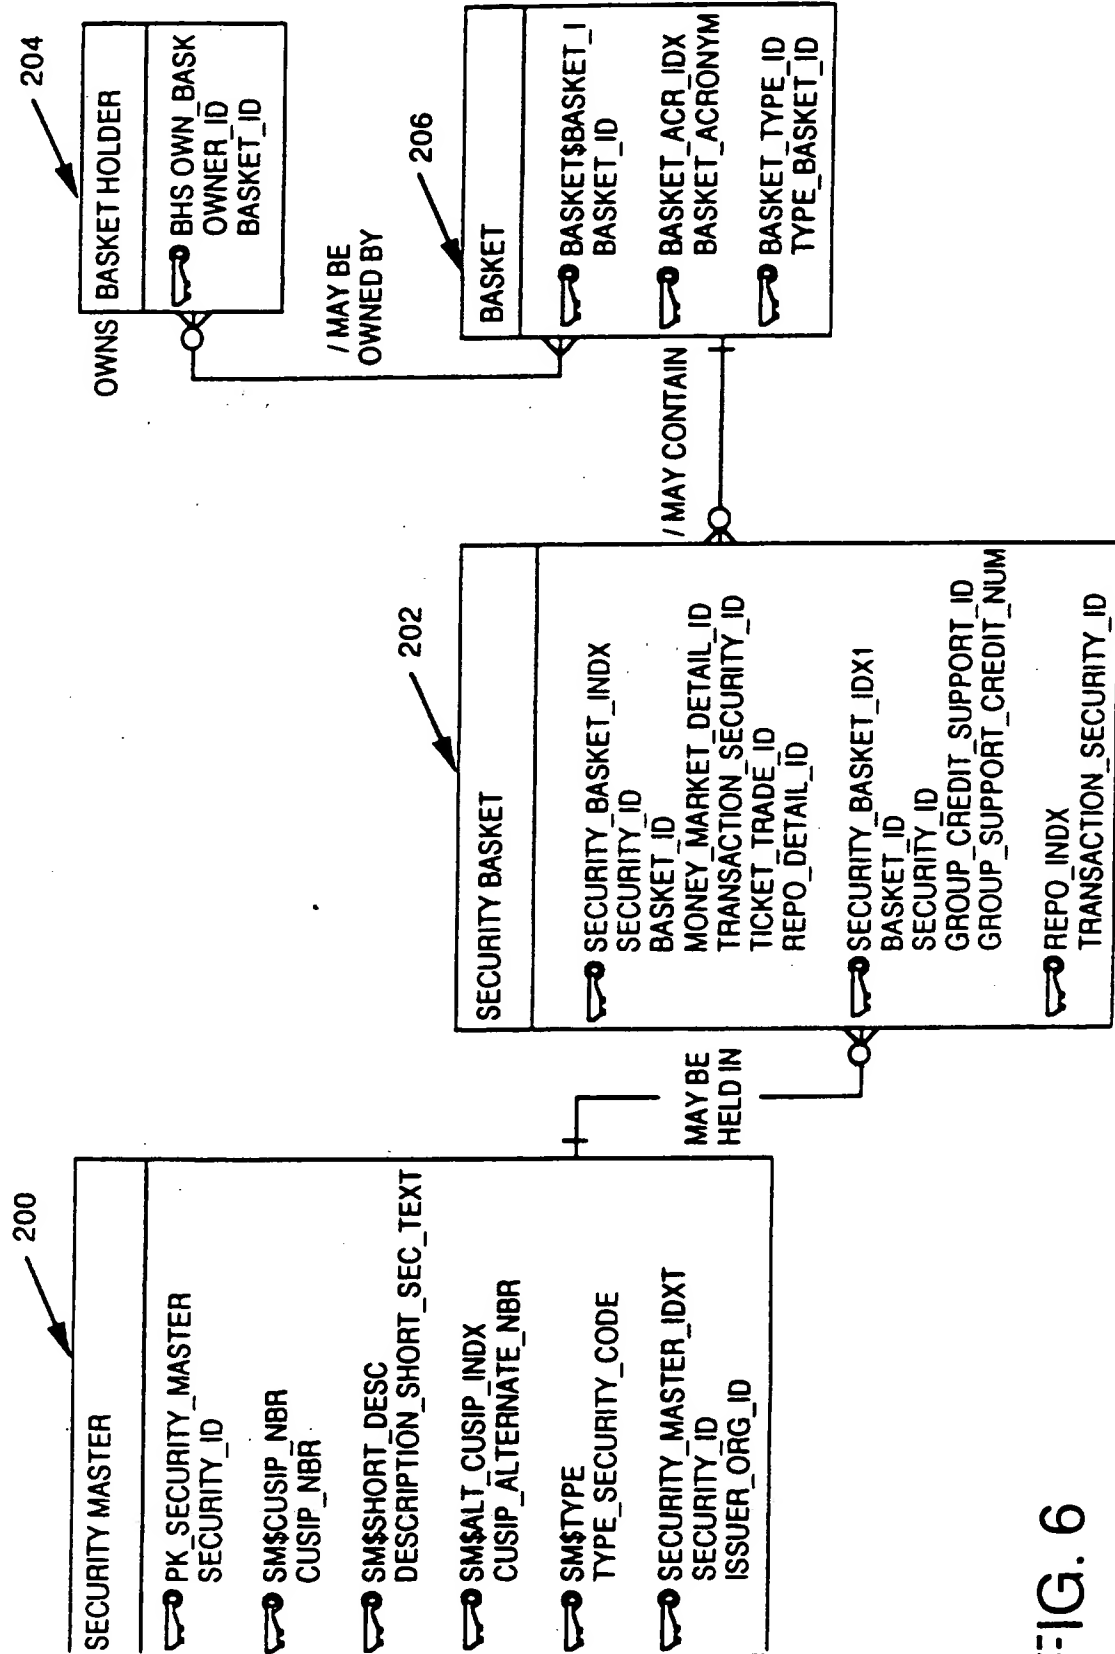 200
SECURITY MASTER
PK_SECURITY_MASTER
SECURITY_ID
SM$CUSIP_NBR
CUSIP_NBR
SM$SHORT_DESC
DESCRIPTION_SHORT_SEC_TEXT
SM$ALT_CUSIP_INDX
CUSIP_ALTERNATE_NBR
SM$TYPE
TYPE_SECURITY_CODE
SECURITY_MASTER_IDXT
SECURITY_ID
ISSUER_ORG_ID
MAY BE
HELD IN
202
SECURITY BASKET
SECURITY_BASKET_INDX
SECURITY_ID
BASKET_ID
MONEY_MARKET_DETAIL_ID
TRANSACTION_SECURITY_ID
TICKET_TRADE_ID
REPO_DETAIL_ID
SECURITY_BASKET_IDX1
BASKET_ID
SECURITY_ID
GROUP_CREDIT_SUPPORT_ID
GROUP_SUPPORT_CREDIT_NUM
REPO_INDX
TRANSACTION_SECURITY_ID
/ MAY CONTAIN
204
OWNS
BASKET HOLDER
BHS OWN_BASK
OWNER_ID
BASKET_ID
/ MAY BE
OWNED BY
206
BASKET
BASKET$BASKET_I
BASKET_ID
BASKET_ACR_IDX
BASKET_ACRONYM
BASKET_TYPE_ID
TYPE_BASKET_ID
FIG. 6